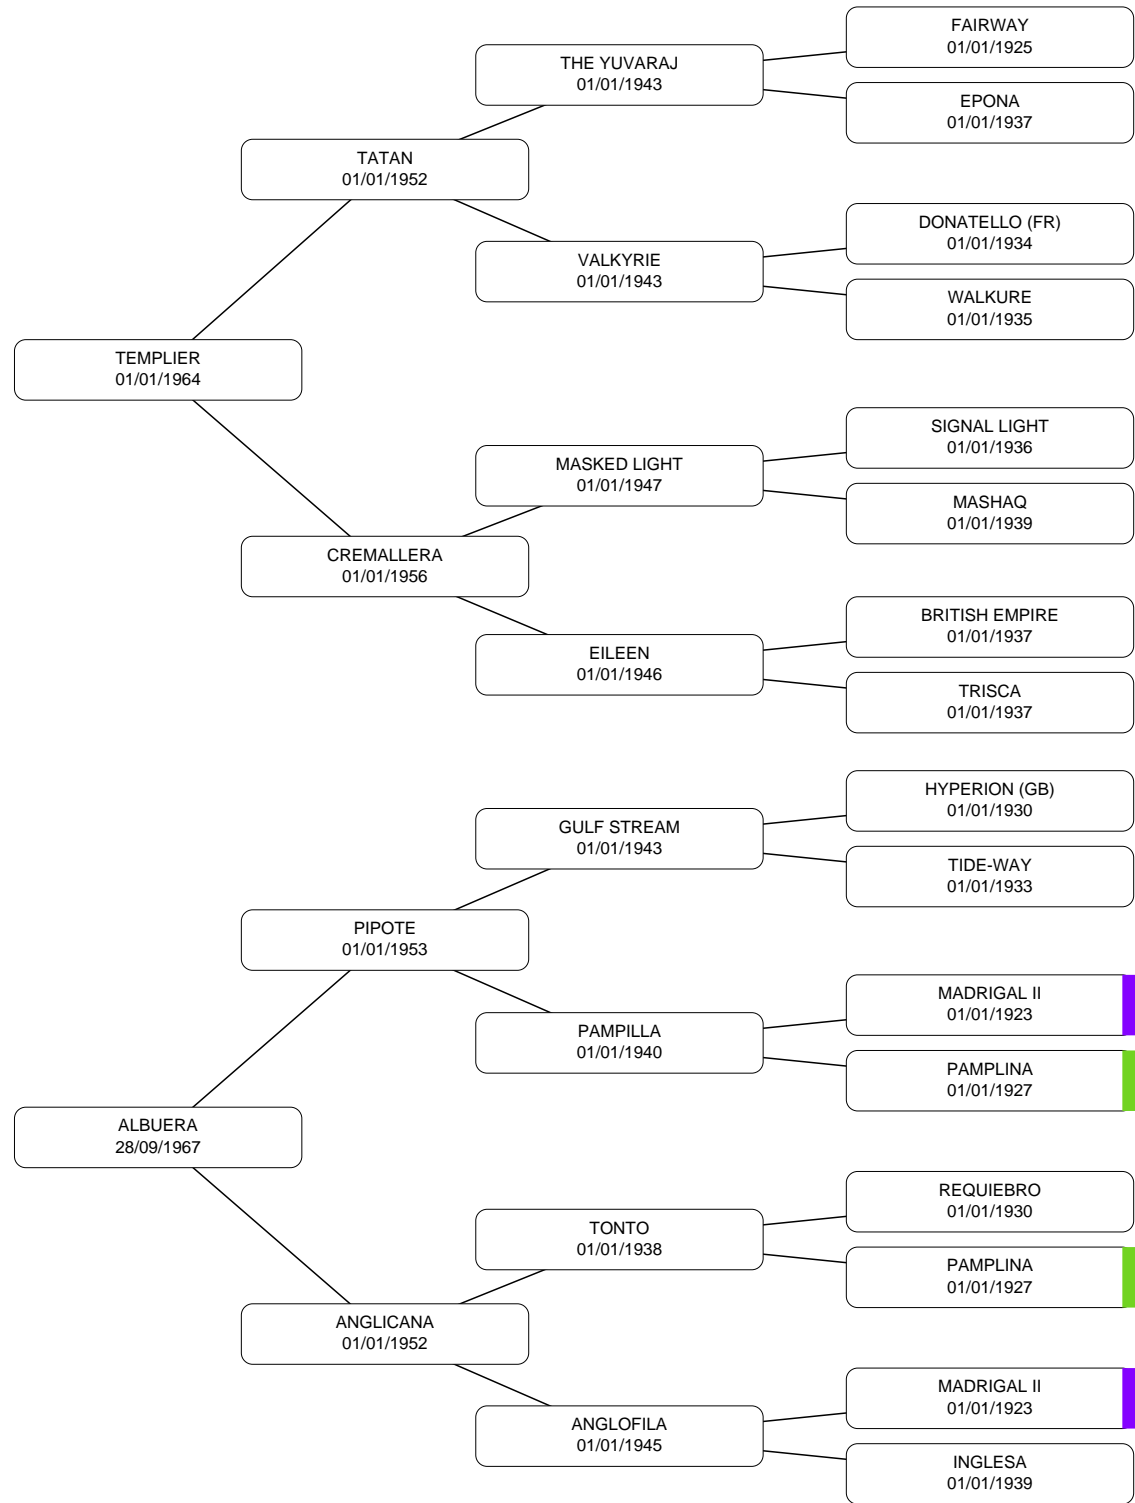 FAIRWAY
01/01/1925
THE YUVARAJ
01/01/1943
EPONA
01/01/1937
TATAN
01/01/1952
DONATELLO (FR)
01/01/1934
VALKYRIE
01/01/1943
WALKURE
01/01/1935
TEMPLIER
01/01/1964
SIGNAL LIGHT
01/01/1936
MASKED LIGHT
01/01/1947
MASHAQ
01/01/1939
CREMALLERA
01/01/1956
BRITISH EMPIRE
01/01/1937
EILEEN
01/01/1946
TRISCA
01/01/1937
HYPERION (GB)
01/01/1930
GULF STREAM
01/01/1943
TIDE-WAY
01/01/1933
PIPOTE
01/01/1953
MADRIGAL II
01/01/1923
PAMPILLA
01/01/1940
PAMPLINA
01/01/1927
ALBUERA
28/09/1967
REQUIEBRO
01/01/1930
TONTO
01/01/1938
PAMPLINA
01/01/1927
ANGLICANA
01/01/1952
MADRIGAL II
01/01/1923
ANGLOFILA
01/01/1945
INGLESA
01/01/1939